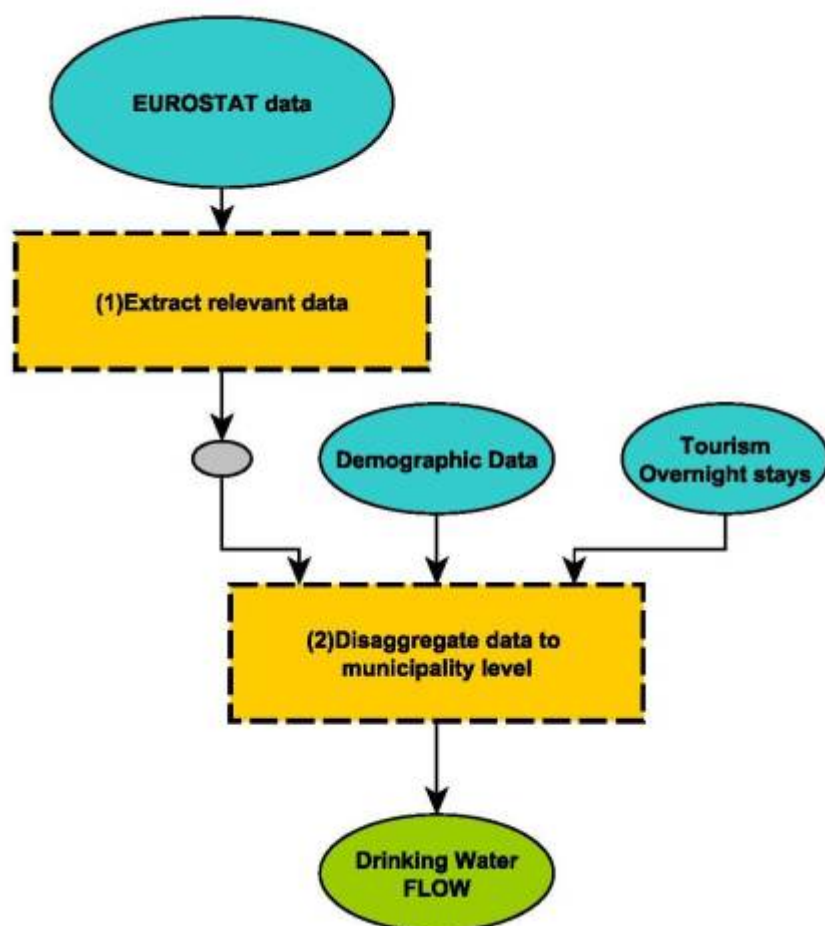 EUROSTAT data
(1)Extract relevant data
Demographic Data
Tourism
Overnight stays
(2)Disaggregate data to
municipality level
Drinking Water
FLOW